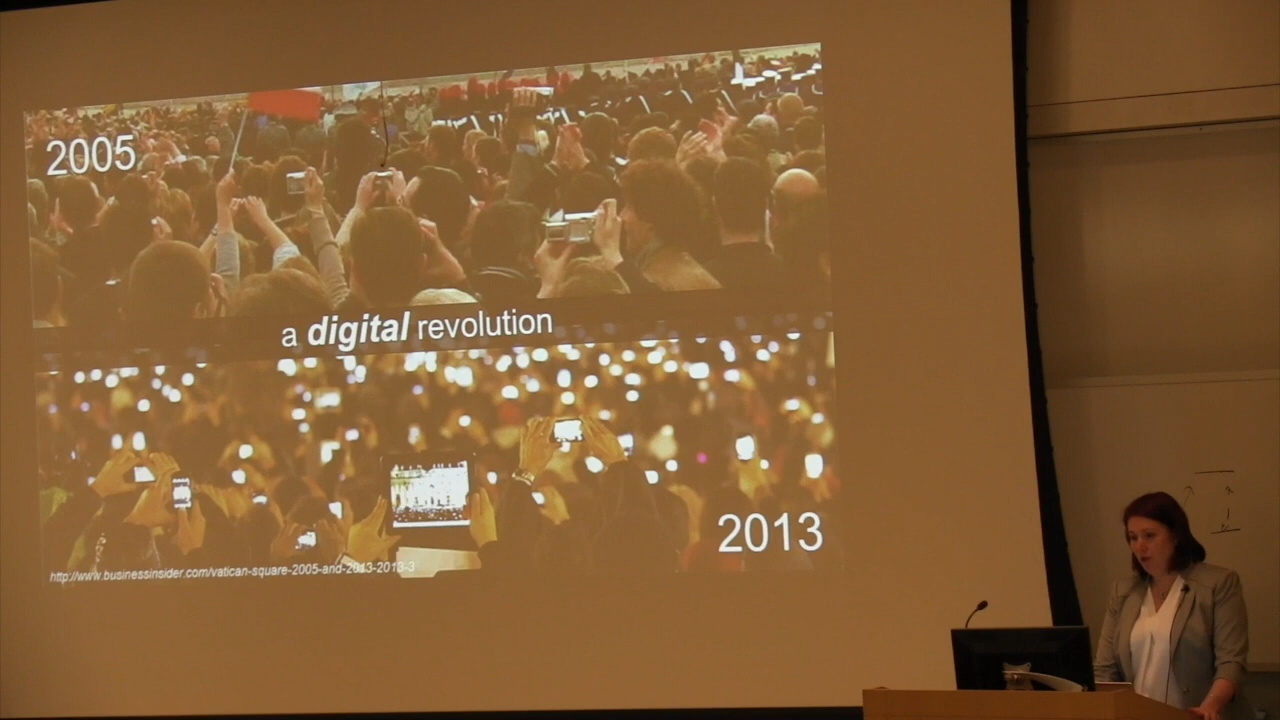 2005
a digital revolution
2013
http://www.businessinsider.com/vatican-square-2005-and-2013-2013-3